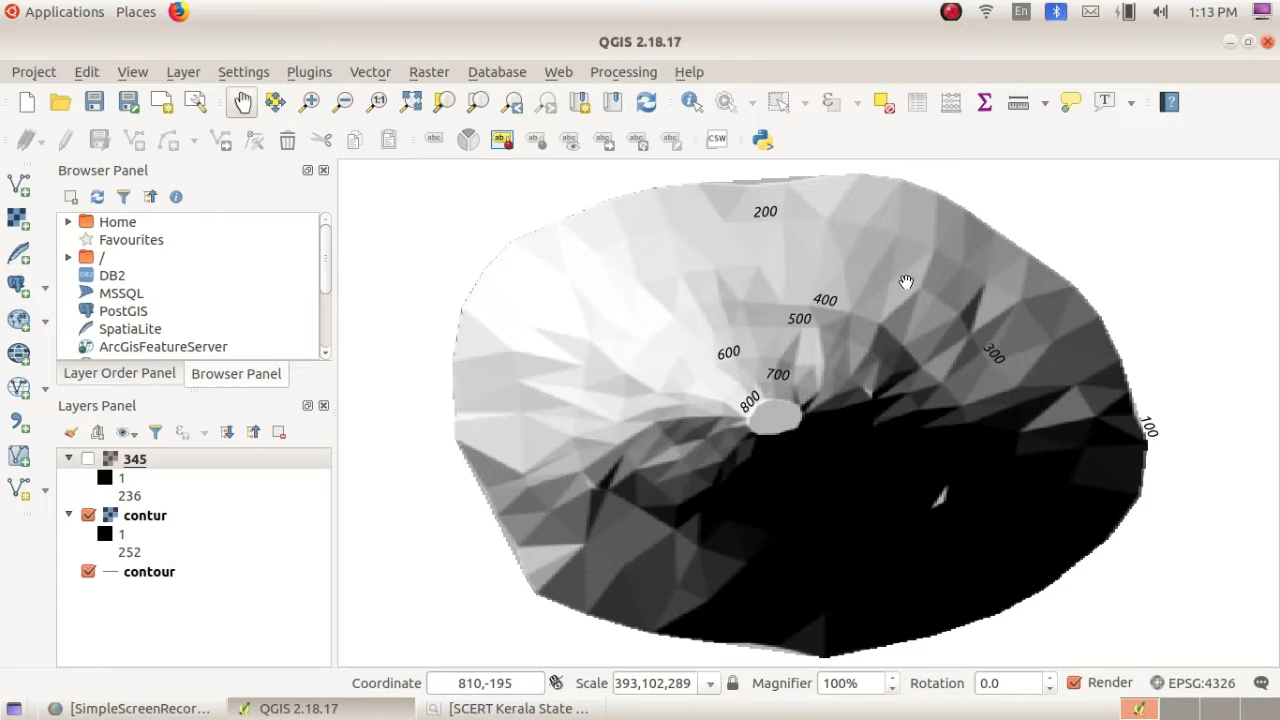 Applications Places En 1:13 PM
QGIS 2.18.17
Project Edit View Layer Settings Plugins Vector Raster Database Web Processing Help
Browser Panel
Home
Favourites
/
DB2
MSSQL
PostGIS
SpatiaLite
ArcGisFeatureServer
Layer Order Panel Browser Panel
Layers Panel
345
1
236
contur
1
252
contour
200
400
500
300
600
700
800
100
Coordinate 810,-195 Scale 393,102,289 Magnifier 100% Rotation 0.0 Render EPSG:4326
[SimpleScreenRecor... QGIS 2.18.17 [SCERT Kerala State ...